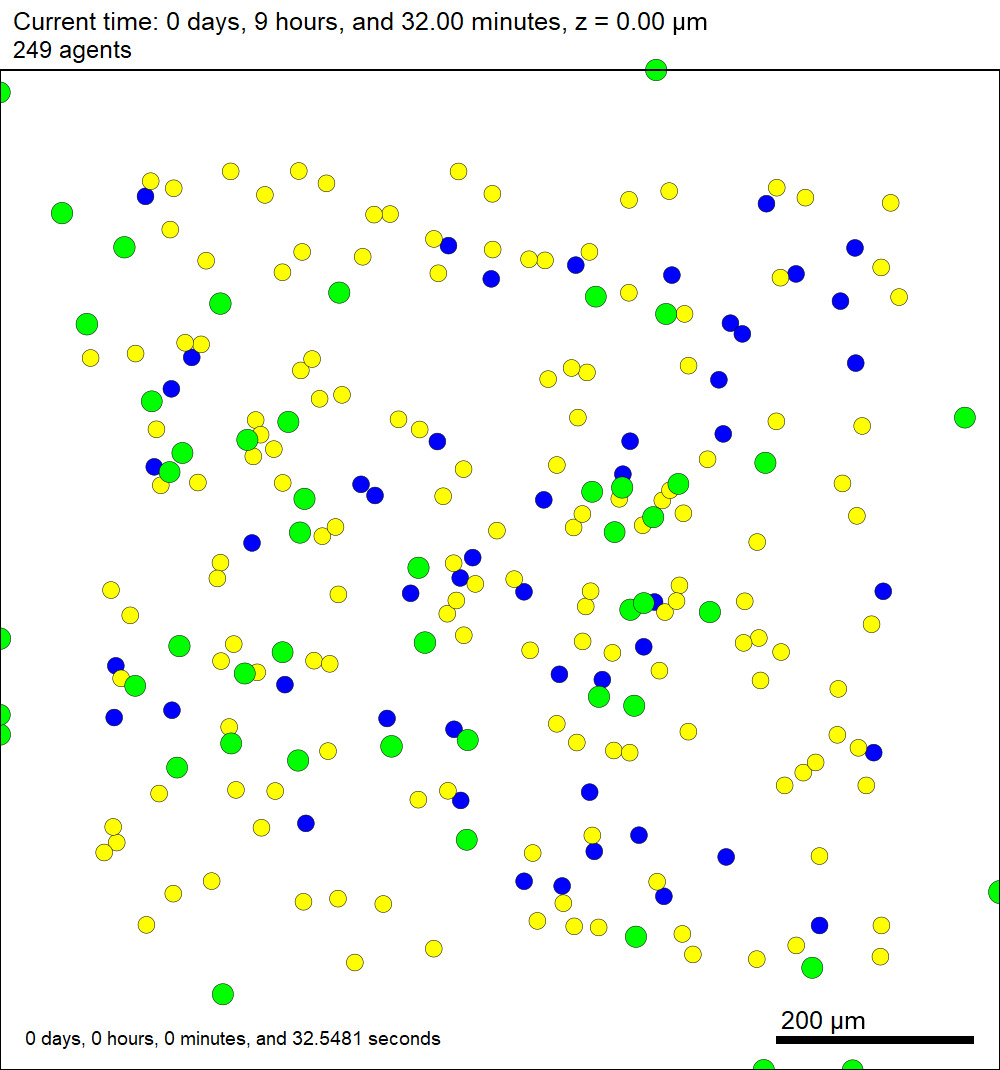 Current time: 0 days, 9 hours, and 32.00 minutes, z = 0.00 µm
249 agents
200 µm
0 days, 0 hours, 0 minutes, and 32.5481 seconds